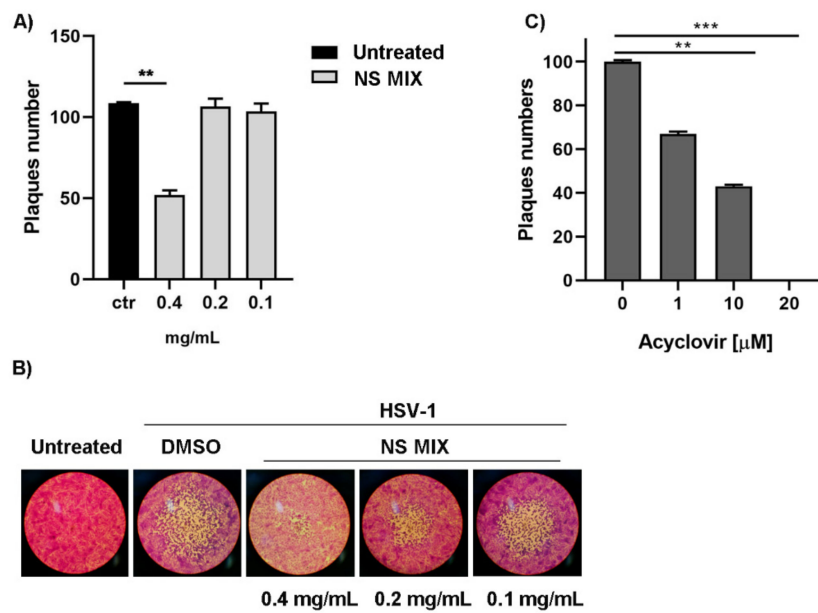 A)
150
100
50
0
Plaques number
**
ctr 0.4 0.2 0.1
mg/mL
Untreated
NS MIX
C)
***
**
100
80
60
40
20
0
Plaques numbers
0 1 10 20
Acyclovir [μM]
B)
HSV-1
Untreated DMSO NS MIX
0.4 mg/mL 0.2 mg/mL 0.1 mg/mL